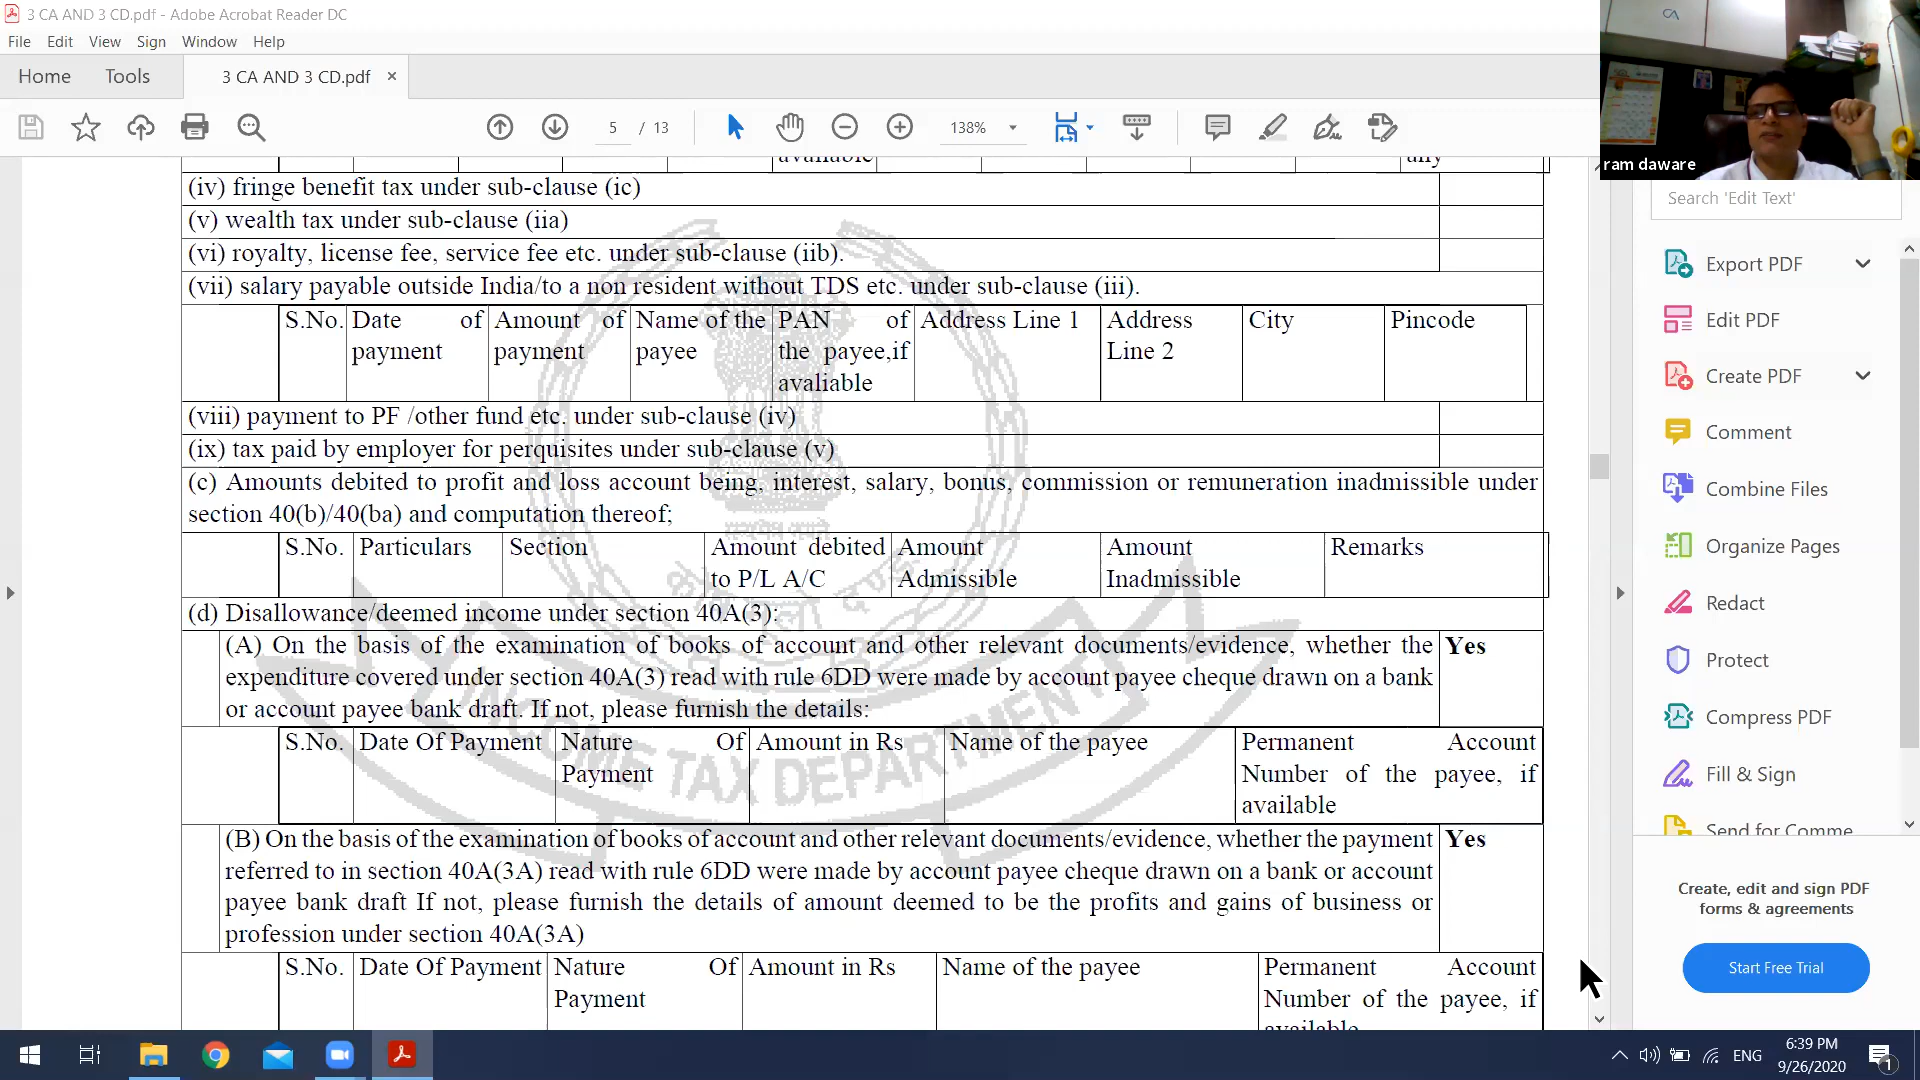 3 CA AND 3 CD.pdf - Adobe Acrobat Reader DC
File Edit View Sign Window Help
Home Tools 3 CA AND 3 CD.pdf ×
5 / 13 138%
CA
ram daware
available any
(iv) fringe benefit tax under sub-clause (ic)
(v) wealth tax under sub-clause (iia)
(vi) royalty, license fee, service fee etc. under sub-clause (iib).
(vii) salary payable outside India/to a non resident without TDS etc. under sub-clause (iii).
S.No. Date of Amount of Name of the PAN of Address Line 1 Address City Pincode
payment payment payee the payee,if Line 2
avaliable
(viii) payment to PF /other fund etc. under sub-clause (iv)
(ix) tax paid by employer for perquisites under sub-clause (v)
(c) Amounts debited to profit and loss account being, interest, salary, bonus, commission or remuneration inadmissible under
section 40(b)/40(ba) and computation thereof;
S.No. Particulars Section Amount debited Amount Amount Remarks
to P/L A/C Admissible Inadmissible
(d) Disallowance/deemed income under section 40A(3):
(A) On the basis of the examination of books of account and other relevant documents/evidence, whether the Yes
expenditure covered under section 40A(3) read with rule 6DD were made by account payee cheque drawn on a bank
or account payee bank draft. If not, please furnish the details:
S.No. Date Of Payment Nature Of Amount in Rs Name of the payee Permanent Account
Payment Number of the payee, if
available
(B) On the basis of the examination of books of account and other relevant documents/evidence, whether the payment Yes
referred to in section 40A(3A) read with rule 6DD were made by account payee cheque drawn on a bank or account
payee bank draft If not, please furnish the details of amount deemed to be the profits and gains of business or
profession under section 40A(3A)
S.No. Date Of Payment Nature Of Amount in Rs Name of the payee Permanent Account
Payment Number of the payee, if
available
INCOME TAX DEPARTMENT
Search 'Edit Text'
Export PDF
Edit PDF
Create PDF
Comment
Combine Files
Organize Pages
Redact
Protect
Compress PDF
Fill & Sign
Send for Comme
Create, edit and sign PDF
forms & agreements
Start Free Trial
ENG
6:39 PM
9/26/2020
1